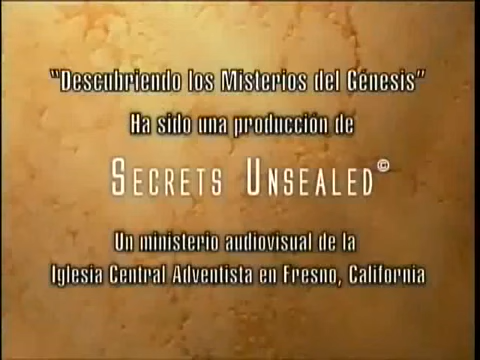 “Descubriendo los Misterios del Génesis”
Ha sido una producción de
Secrets Unsealed©
Un ministerio audiovisual de la
Iglesia Central Adventista en Fresno, California